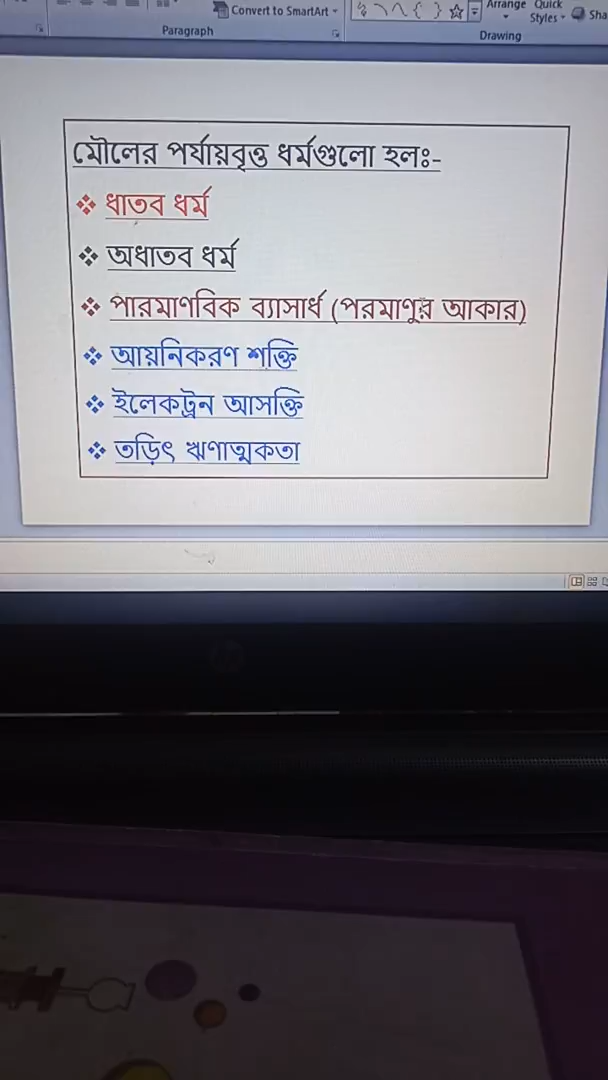 Convert to SmartArt
Arrange
Quick
Styles
Sha
Paragraph
Drawing
মৌলের পর্যায়বৃত্ত ধর্মগুলো হলঃ-
ধাতব ধর্ম
অধাতব ধর্ম
পারমাণবিক ব্যাসার্ধ (পরমাণুর আকার)
আয়নিকরণ শক্তি
ইলেকট্রন আসক্তি
তড়িৎ ঋণাত্মকতা